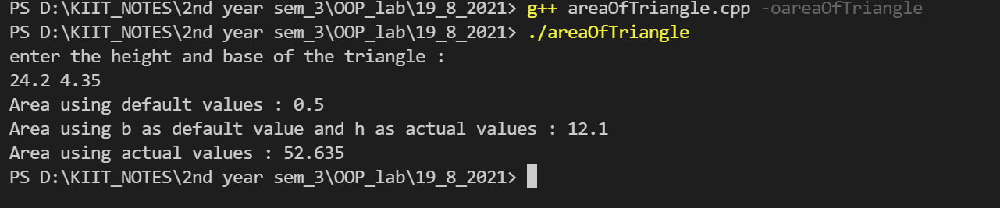 PS D:\KIIT_NOTES\2nd year sem_3\OOP_lab\19_8_2021> g++ areaOfTriangle.cpp -oareaOfTriangle
PS D:\KIIT_NOTES\2nd year sem_3\OOP_lab\19_8_2021> ./areaOfTriangle
enter the height and base of the triangle :
24.2 4.35
Area using default values : 0.5
Area using b as default value and h as actual values : 12.1
Area using actual values : 52.635
PS D:\KIIT_NOTES\2nd year sem_3\OOP_lab\19_8_2021>